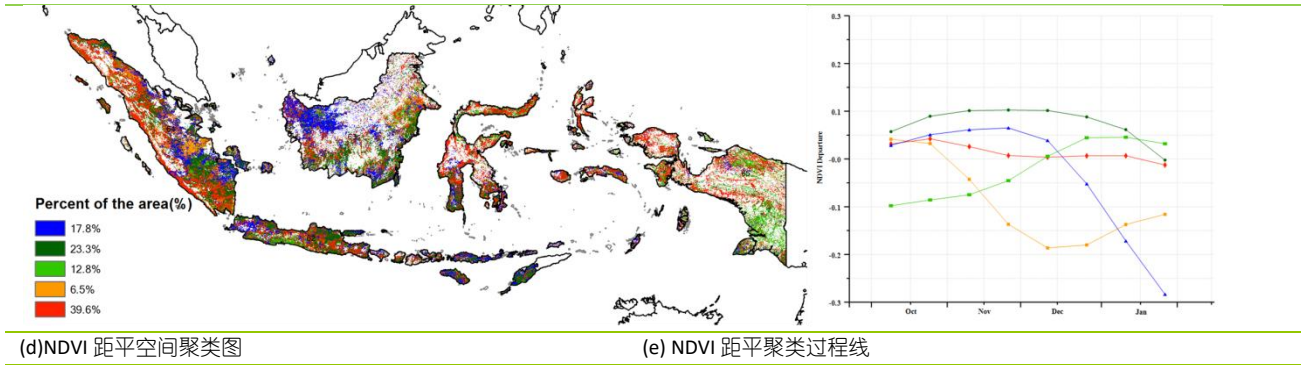 Percent of the area(%)
17.8%
23.3%
12.8%
6.5%
39.6%
0.3
0.2
0.1
-0.0
-0.1
-0.2
-0.3
NDVI Departure
Oct Nov Dec Jan
(d)NDVI 距平空间聚类图
(e) NDVI 距平聚类过程线